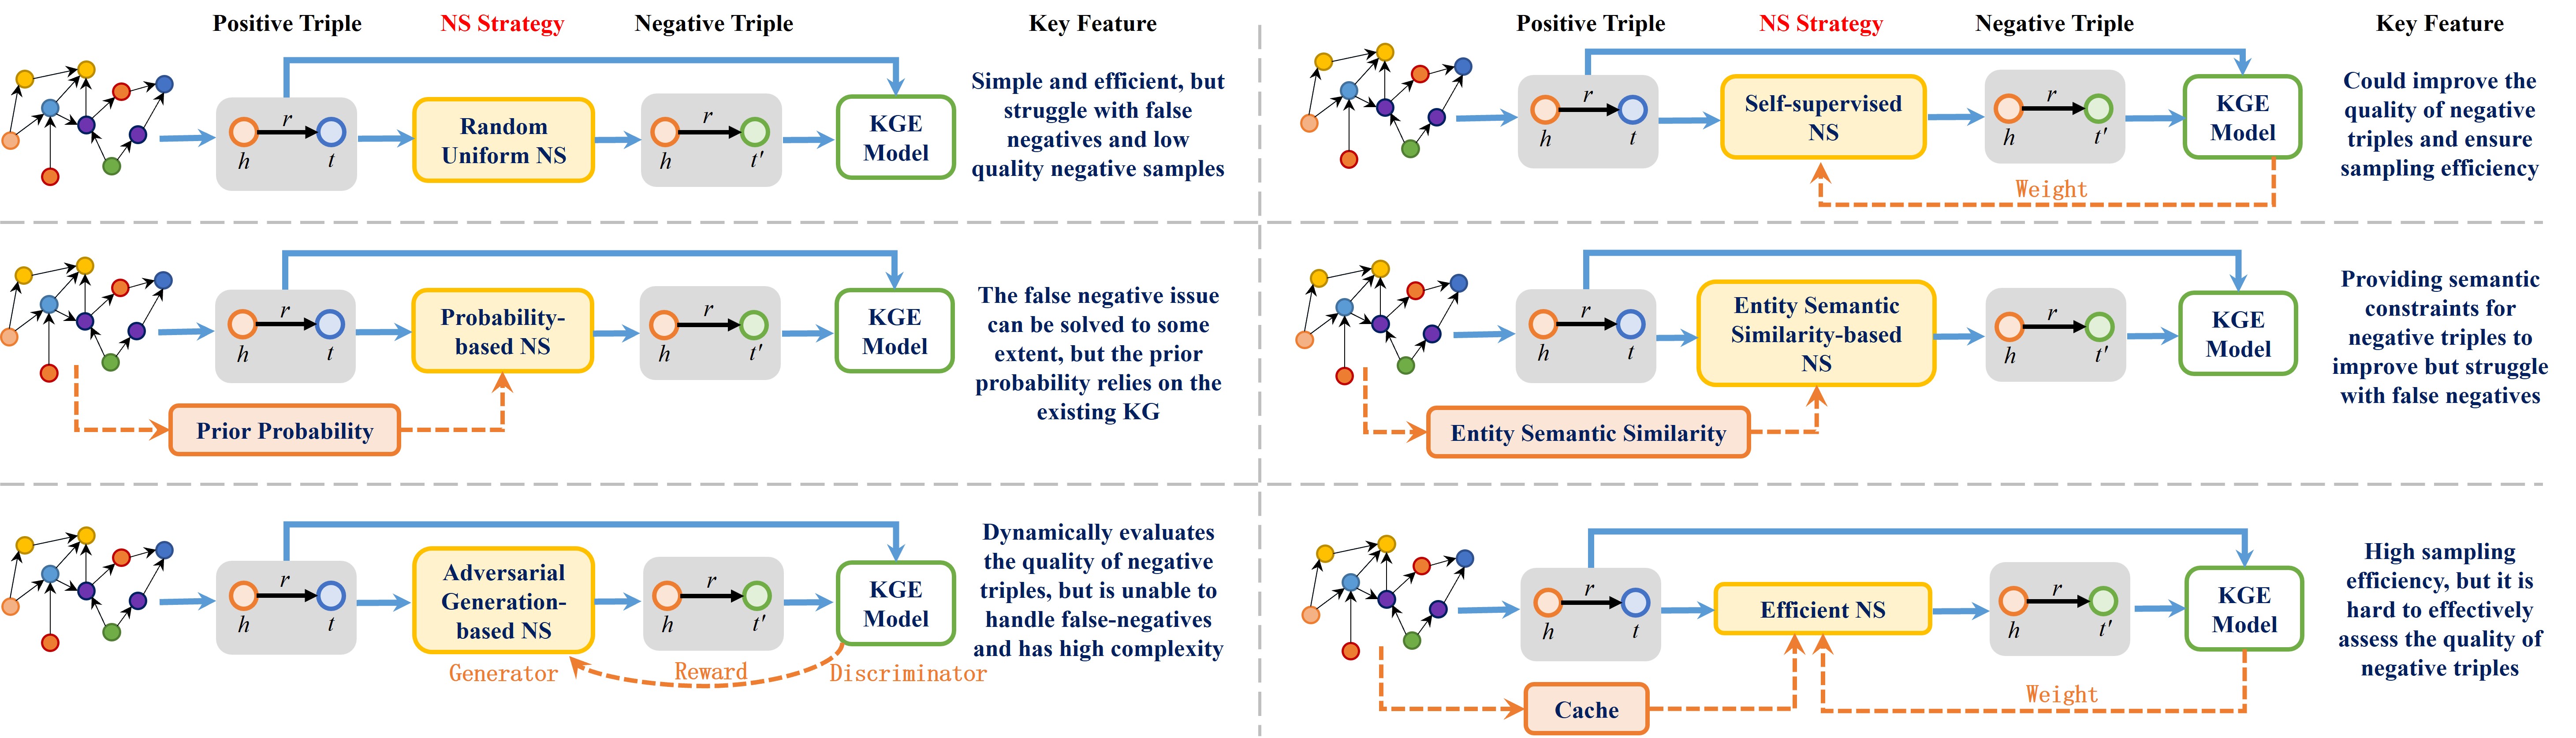 Positive Triple
NS Strategy
Negative Triple
Key Feature
h
r
t
Random
Uniform NS
h
r
t'
KGE
Model
Simple and efficient, but
struggle with false
negatives and low
quality negative samples
h
r
t
Probability-
based NS
h
r
t'
KGE
Model
The false negative issue
can be solved to some
extent, but the prior
probability relies on the
existing KG
Prior Probability
h
r
t
Adversarial
Generation-
based NS
h
r
t'
KGE
Model
Dynamically evaluates
the quality of negative
triples, but is unable to
handle false-negatives
and has high complexity
Generator
Reward
Discriminator
Positive Triple
NS Strategy
Negative Triple
Key Feature
h
r
t
Self-supervised
NS
h
r
t'
KGE
Model
Could improve the
quality of negative
triples and ensure
sampling efficiency
Weight
h
r
t
Entity Semantic
Similarity-based
NS
h
r
t'
KGE
Model
Providing semantic
constraints for
negative triples to
improve but struggle
with false negatives
Entity Semantic Similarity
h
r
t
Efficient NS
h
r
t'
KGE
Model
High sampling
efficiency, but it is
hard to effectively
assess the quality of
negative triples
Cache
Weight